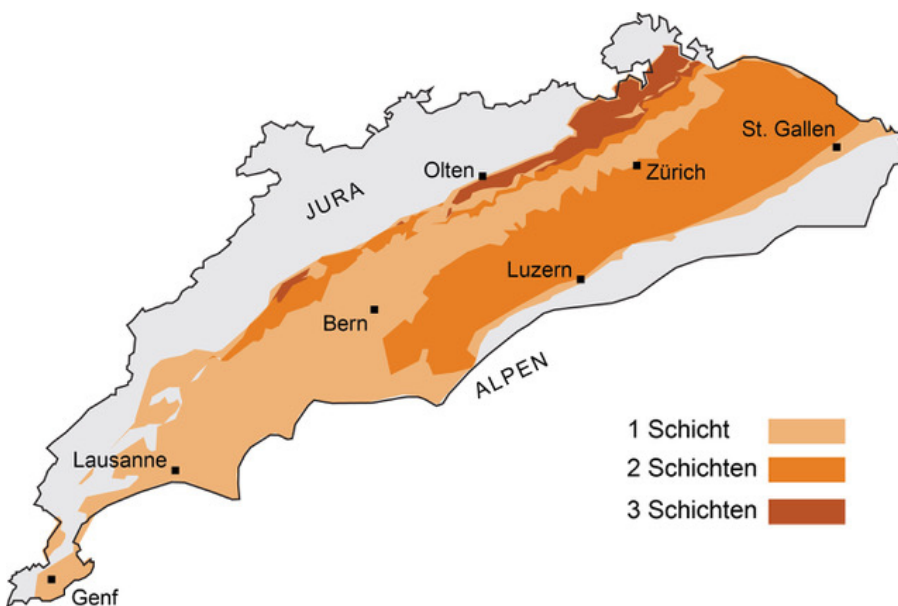 St. Gallen
Olten
Zürich
JURA
Luzern
Bern
ALPEN
1 Schicht
Lausanne
2 Schichten
3 Schichten
Genf